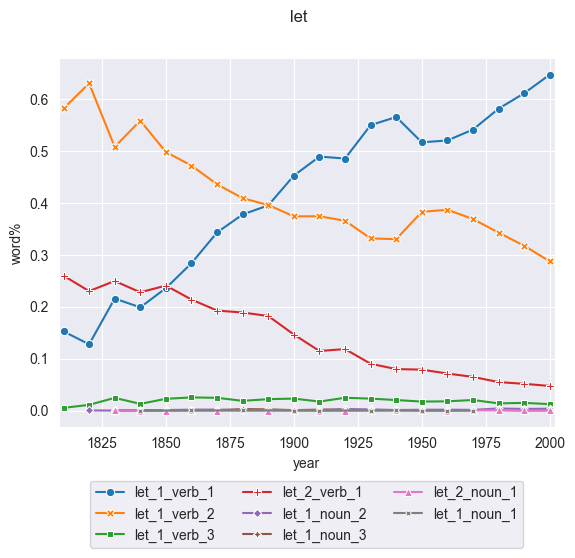 let
0.6
0.5
0.4
0.3
0.2
0.1
0.0
word%
1825 1850 1875 1900 1925 1950 1975 2000
year
let_1_verb_1 let_2_verb_1 let_2_noun_1
let_1_verb_2 let_1_noun_2 let_1_noun_1
let_1_verb_3 let_1_noun_3